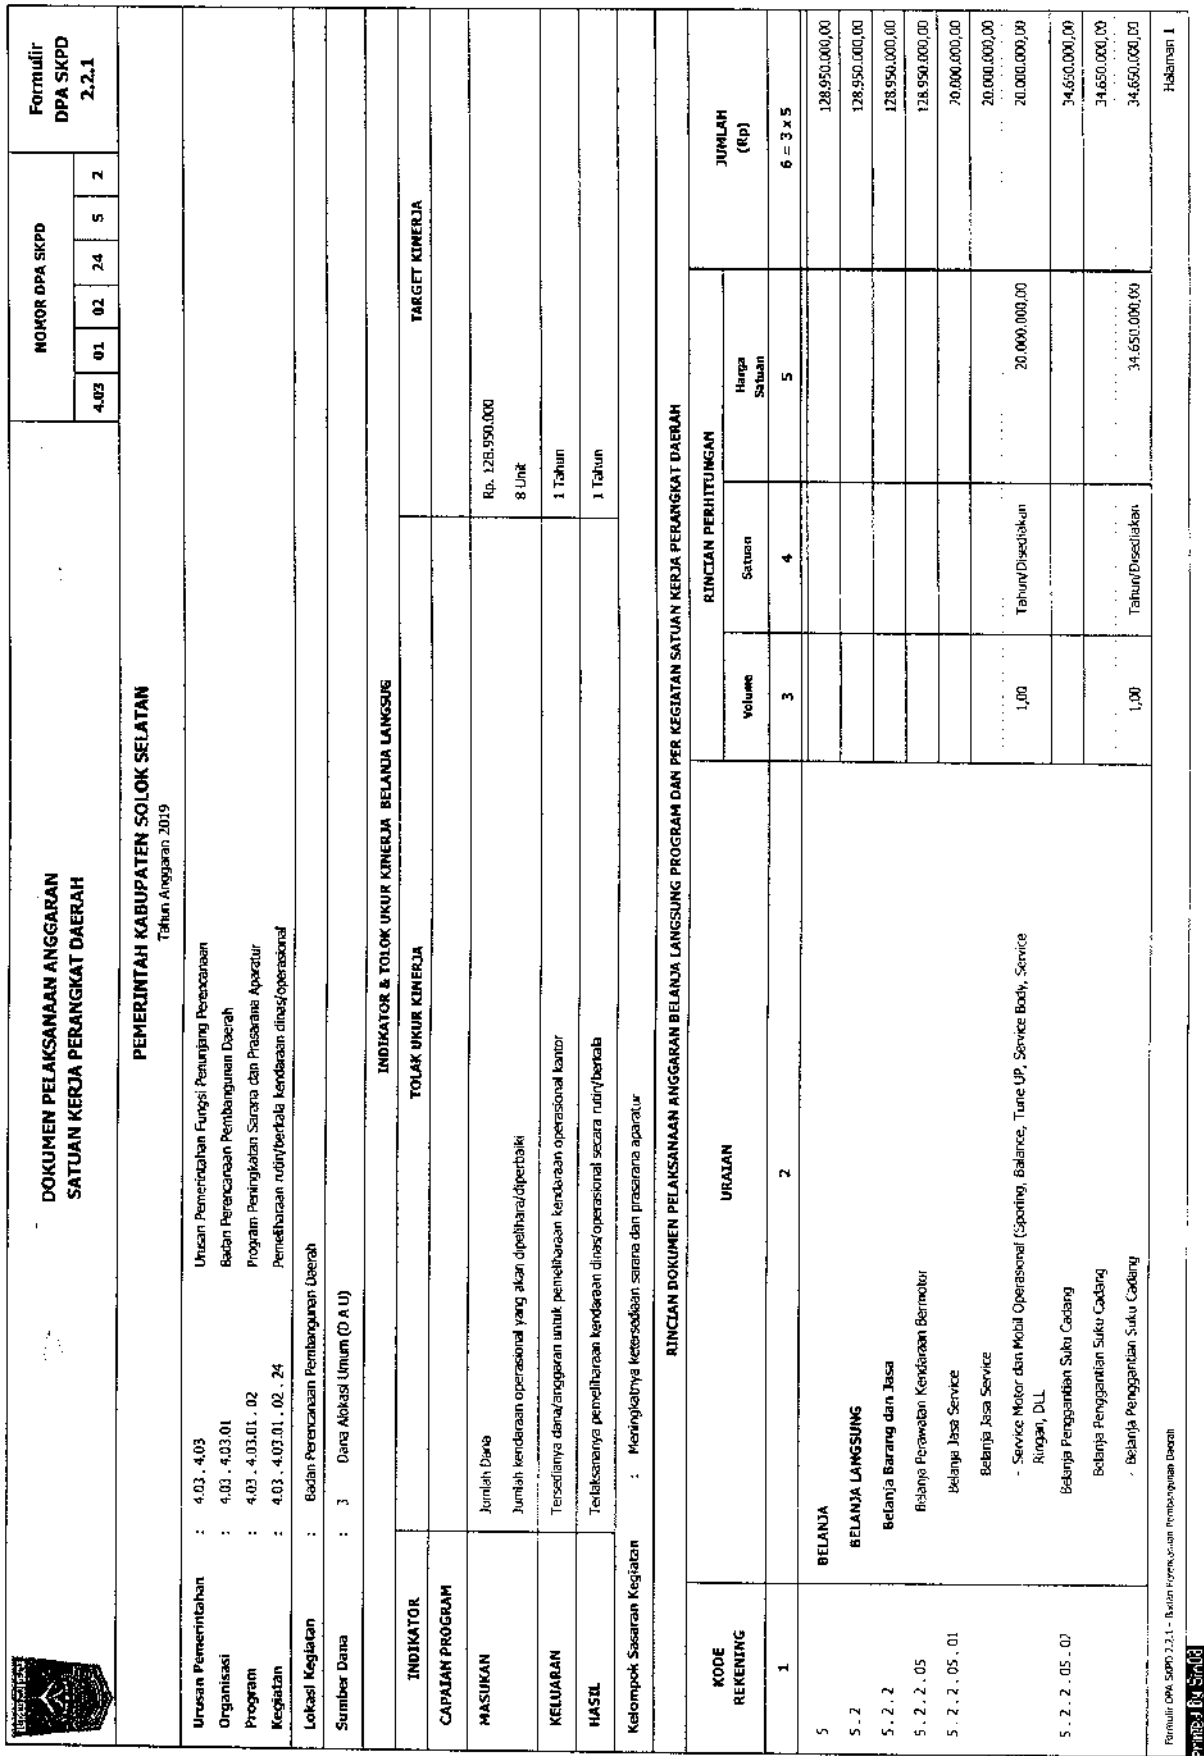 DOKUMEN PELAKSANAAN ANGGARAN
SATUAN KERJA PERANGKAT DAERAH
NOMOR DPA SKPD
4.03 01 02 24 5 2
Formulir
DPA SKPD
2.2.1
PEMERINTAH KABUPATEN SOLOK SELATAN
Tahun Anggaran 2019
Urusan Pemerintahan : 4.03 . 4.03 Urusan Pemerintahan Fungsi Penunjang Perencanaan
Organisasi : 4.03 . 4.03.01 Badan Perencanaan Pembangunan Daerah
Program : 4.03 . 4.03.01 . 02 Program Peningkatan Sarana dan Prasarana Aparatur
Kegiatan : 4.03 . 4.03.01 . 02 . 24 Pemeliharaan rutin/berkala kendaraan dinas/operasional
Lokasi Kegiatan : Badan Perencanaan Pembangunan Daerah
Sumber Dana : 3 Dana Alokasi Umum (D A U)
INDIKATOR & TOLOK UKUR KINERJA BELANJA LANGSUG
INDIKATOR TOLAK UKUR KINERJA TARGET KINERJA
CAPAIAN PROGRAM
MASUKAN Jumlah Dana Rp. 128.950.000
Jumlah kendaraan operasional yang akan dipelihara/diperbaiki 8 Unit
KELUARAN Tersedianya dana/anggaran untuk pemeliharaan kendaraan operasional kantor 1 Tahun
HASIL Terlaksananya pemeliharaan kendaraan dinas/operasional secara rutin/berkala 1 Tahun
Kelompok Sasaran Kegiatan : Meningkatnya ketersediaan sarana dan prasarana aparatur
RINCIAN DOKUMEN PELAKSANAAN ANGGARAN BELANJA LANGSUNG PROGRAM DAN PER KEGIATAN SATUAN KERJA PERANGKAT DAERAH
KODE REKENING URAIAN RINCIAN PERHITUNGAN JUMLAH (Rp)
Volume Satuan Harga Satuan
1 2 3 4 5 6 = 3 x 5
5 BELANJA 128.950.000,00
5 . 2 BELANJA LANGSUNG 128.950.000,00
5 . 2 . 2 Belanja Barang dan Jasa 128.950.000,00
5 . 2 . 2 . 05 Belanja Perawatan Kendaraan Bermotor 128.950.000,00
5 . 2 . 2 . 05 . 01 Belanja Jasa Service 20.000.000,00
Belanja Jasa Service 20.000.000,00
- Service Motor dan Mobil Operasional (Sporing, Balance, Tune UP, Service Body, Service 1,00 Tahun/Disediakan 20.000.000,00 20.000.000,00
Ringan, DLL
5 . 2 . 2 . 05 . 02 Belanja Penggantian Suku Cadang 34.650.000,00
Belanja Penggantian Suku Cadang 34.650.000,00
- Belanja Penggantian Suku Cadang 1,00 Tahun/Disediakan 34.650.000,00 34.650.000,00
Formulir DPA SKPD 2.2.1 - Badan Perencanaan Pembangunan Daerah Halaman 1